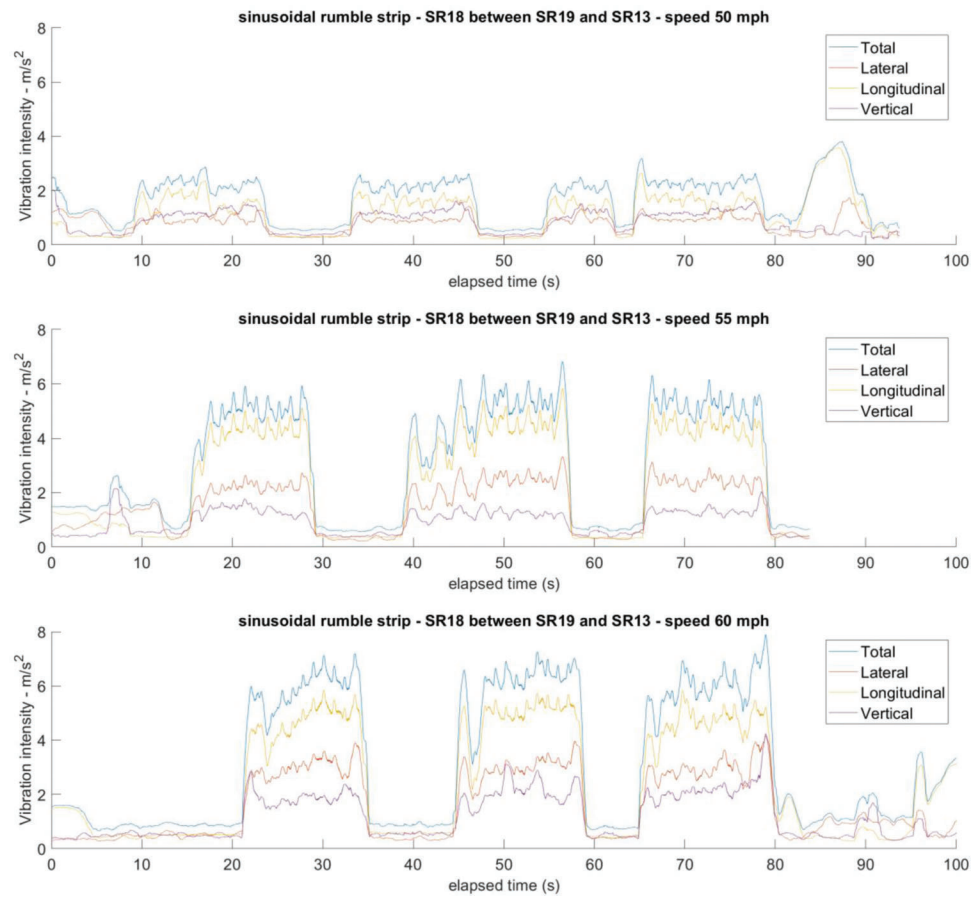 sinusoidal rumble strip - SR18 between SR19 and SR13 - speed 50 mph
Vibration intensity - m/s²
8
6
4
2
0
Total
Lateral
Longitudinal
Vertical
0 10 20 30 40 50 60 70 80 90 100
elapsed time (s)
sinusoidal rumble strip - SR18 between SR19 and SR13 - speed 55 mph
Vibration intensity - m/s²
8
6
4
2
0
Total
Lateral
Longitudinal
Vertical
0 10 20 30 40 50 60 70 80 90 100
elapsed time (s)
sinusoidal rumble strip - SR18 between SR19 and SR13 - speed 60 mph
Vibration intensity - m/s²
8
6
4
2
0
Total
Lateral
Longitudinal
Vertical
0 10 20 30 40 50 60 70 80 90 100
elapsed time (s)